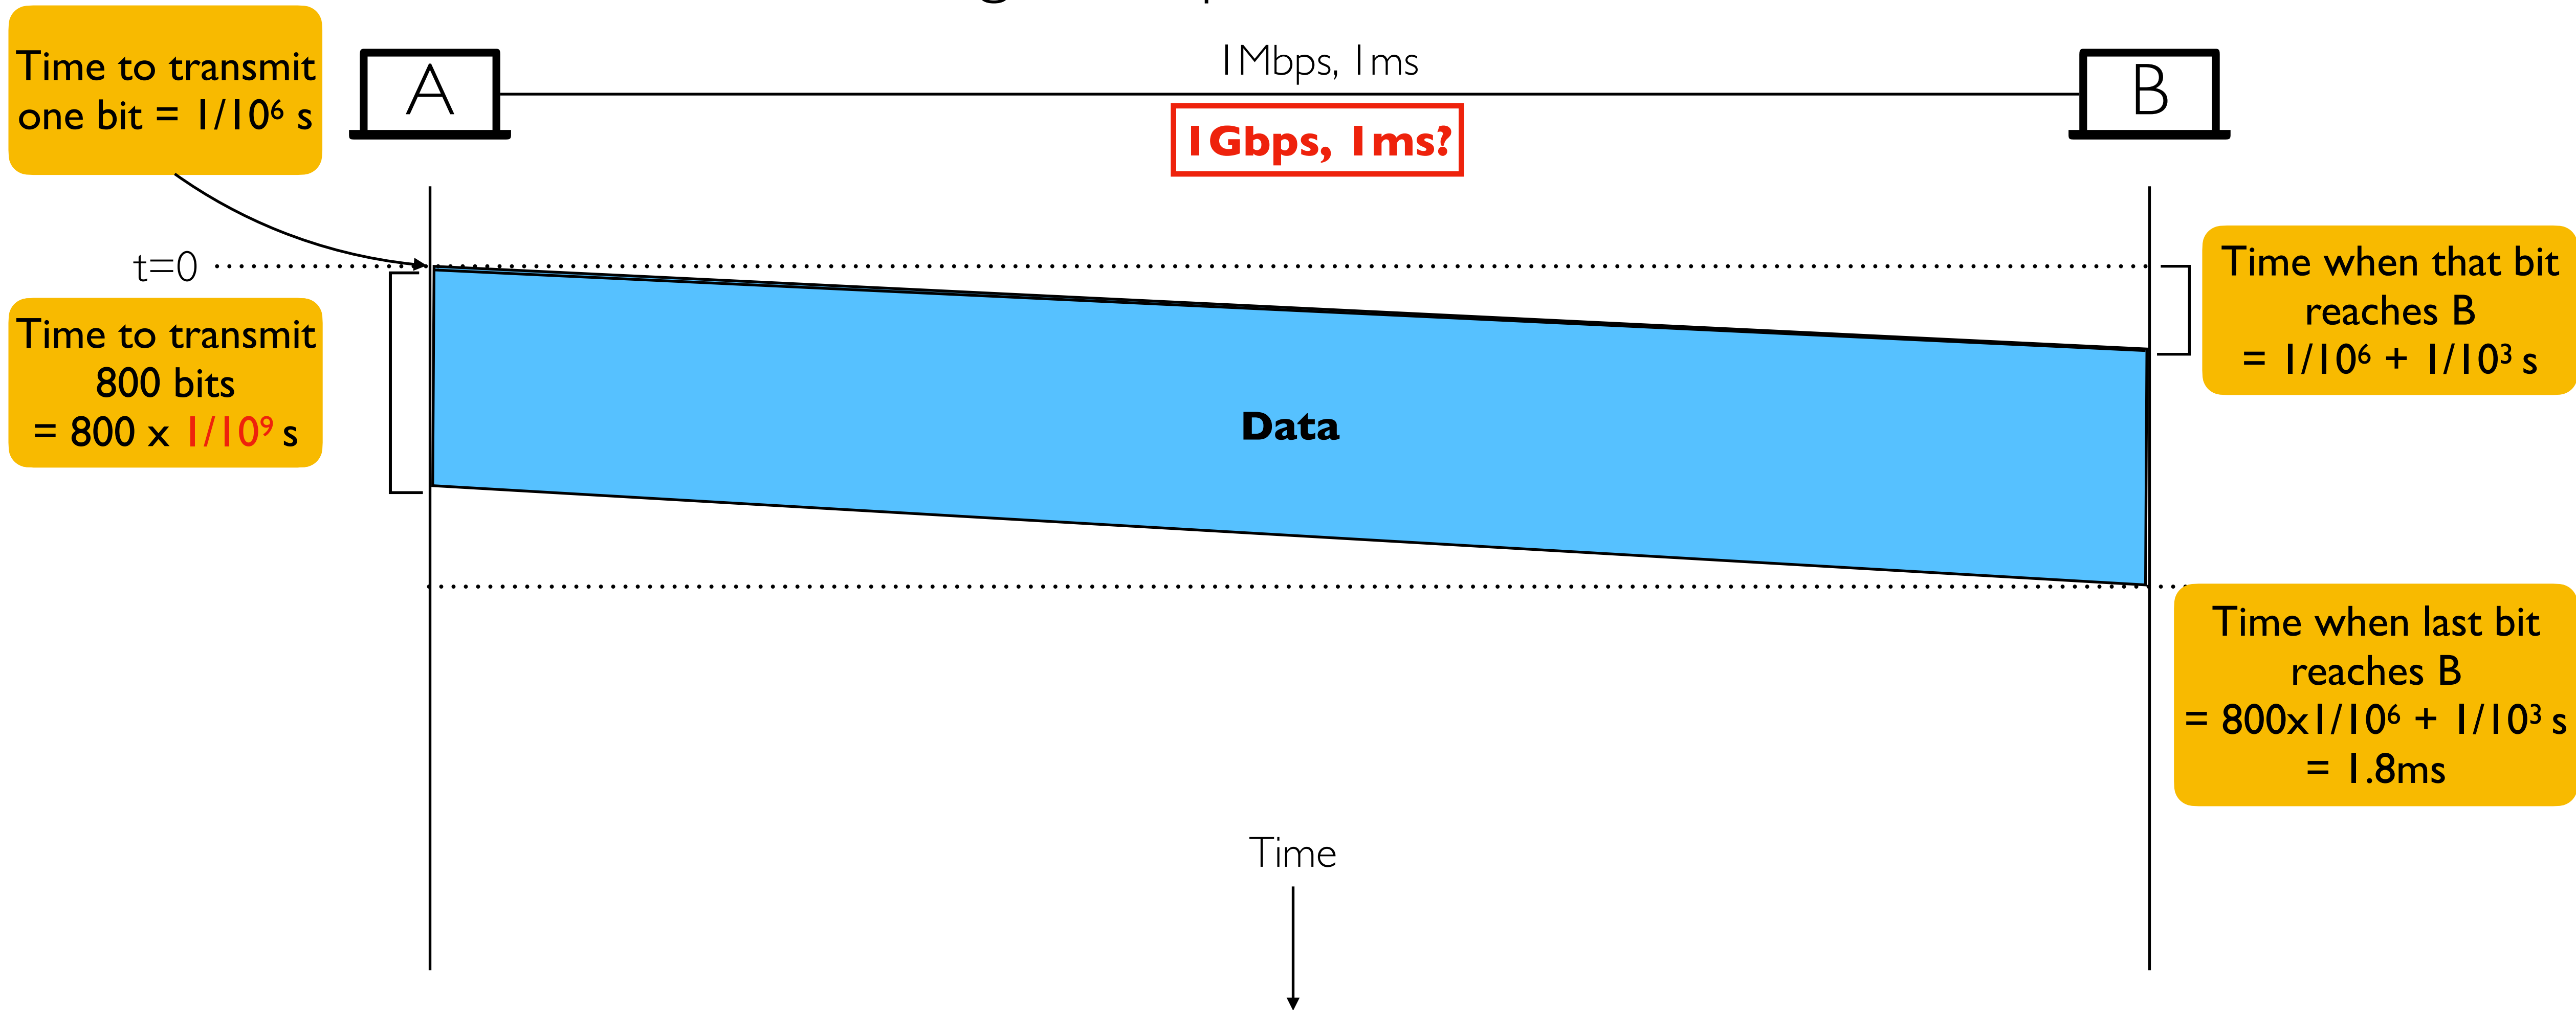 Time to transmit
one bit = 1/10⁶ s
A
1Mbps, 1ms
1Gbps, 1ms?
B
t=0
Time to transmit
800 bits
= 800 x 1/10⁹ s
Data
Time when that bit
reaches B
= 1/10⁶ + 1/10³ s
Time when last bit
reaches B
= 800x1/10⁶ + 1/10³ s
= 1.8ms
Time